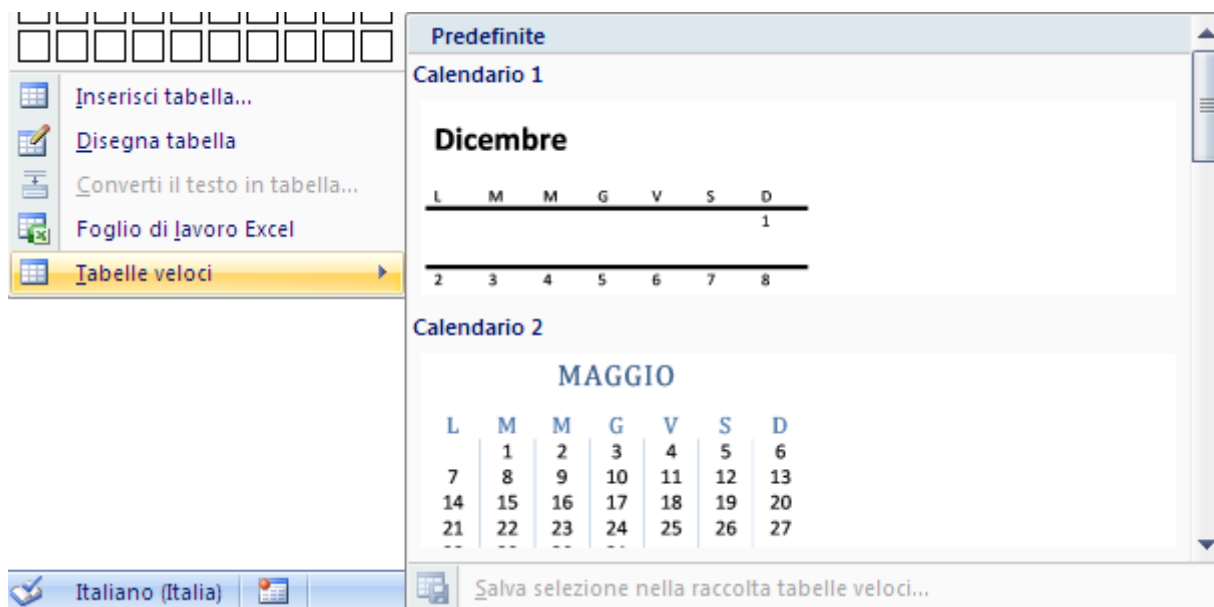 Inserisci tabella...
Disegna tabella
Converti il testo in tabella...
Foglio di lavoro Excel
Tabelle veloci
Predefinite
Calendario 1
Dicembre
L M M G V S D
1
2 3 4 5 6 7 8
Calendario 2
MAGGIO
L M M G V S D
1 2 3 4 5 6
7 8 9 10 11 12 13
14 15 16 17 18 19 20
21 22 23 24 25 26 27
Salva selezione nella raccolta tabelle veloci...
Italiano (Italia)